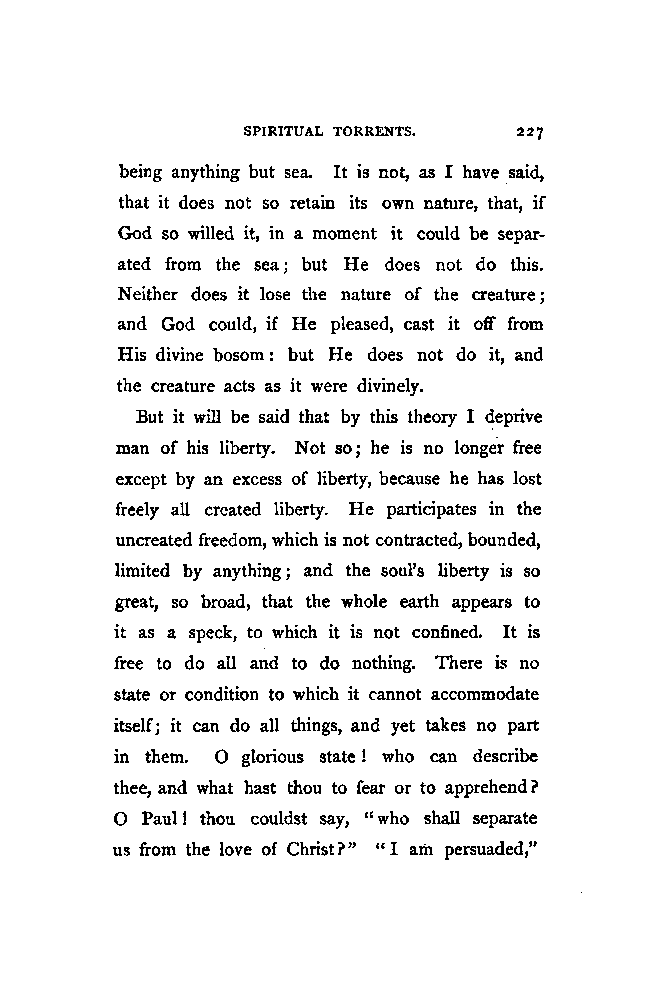 SPIRITUAL TORRENTS. 227
being anything but sea. It is not, as I have said,
that it does not so retain its own nature, that, if
God so willed it, in a moment it could be separ-
ated from the sea; but He does not do this.
Neither does it lose the nature of the creature;
and God could, if He pleased, cast it off from
His divine bosom: but He does not do it, and
the creature acts as it were divinely.
But it will be said that by this theory I deprive
man of his liberty. Not so; he is no longer free
except by an excess of liberty, because he has lost
freely all created liberty. He participates in the
uncreated freedom, which is not contracted, bounded,
limited by anything; and the soul's liberty is so
great, so broad, that the whole earth appears to
it as a speck, to which it is not confined. It is
free to do all and to do nothing. There is no
state or condition to which it cannot accommodate
itself; it can do all things, and yet takes no part
in them. O glorious state! who can describe
thee, and what hast thou to fear or to apprehend?
O Paul! thou couldst say, "who shall separate
us from the love of Christ?" "I am persuaded,"